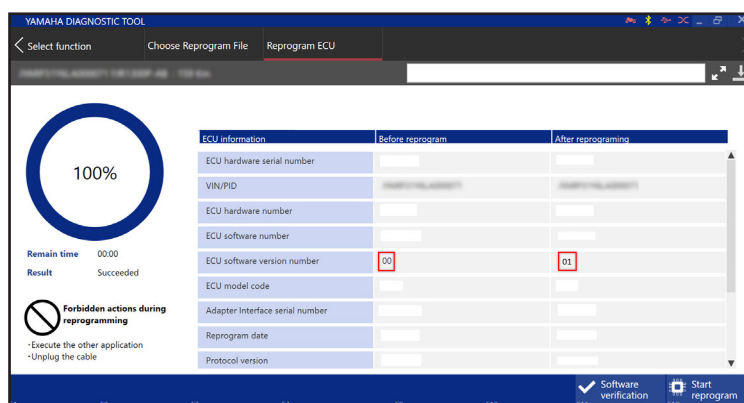 YAMAHA DIAGNOSTIC TOOL
Select function Choose Reprogram File Reprogram ECU
ECU information Before reprogram After reprograming
100%
ECU hardware serial number
VIN/PID
ECU hardware number
ECU software number
Remain time 00:00
ECU software version number 00 01
Result Succeeded
ECU model code
Forbidden actions during
reprogramming
Adapter Interface serial number
Reprogram date
·Execute the other application
·Unplug the cable
Protocol version
Software
verification
Start
reprogram